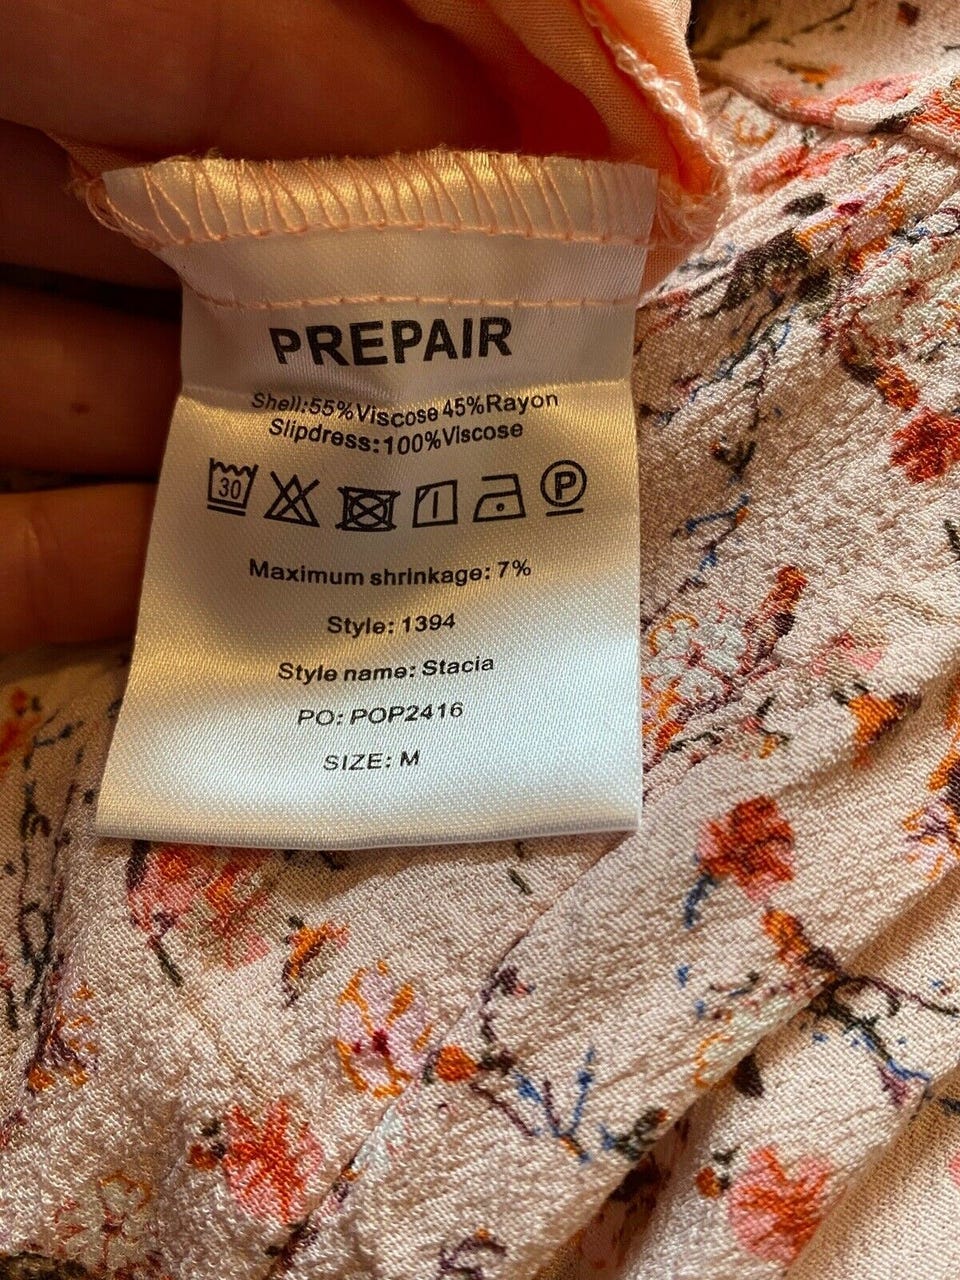 PREPAIR
Shell:55%Viscose 45%Rayon
Slipdress:100%Viscose
30 P
Maximum shrinkage: 7%
Style: 1394
Style name: Stacia
PO: POP2416
SIZE: M